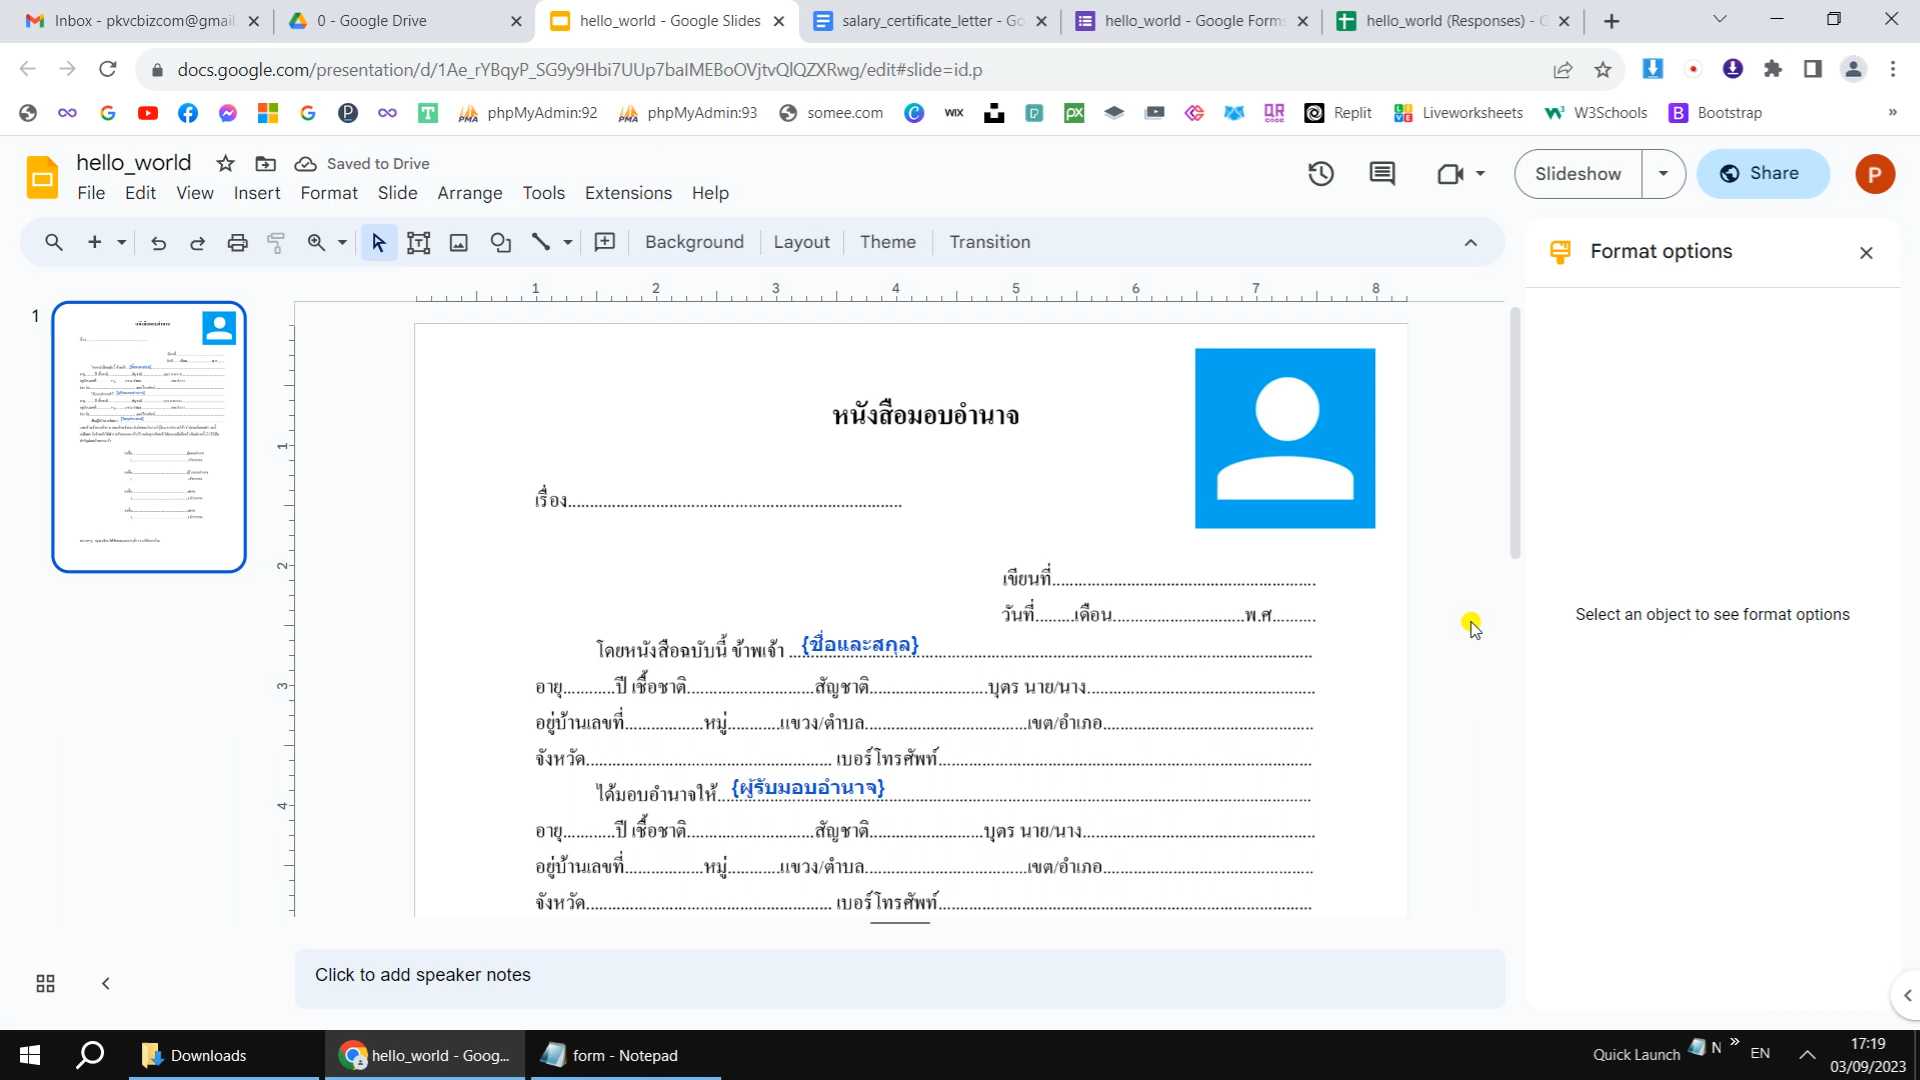 Inbox - pkvcbizcom@gmail
0 - Google Drive
hello_world - Google Slides
salary_certificate_letter - Go
hello_world - Google Forms
hello_world (Responses) - G
docs.google.com/presentation/d/1Ae_rYBqyP_SG9y9Hbi7UUp7baIMEBoOVjtvQlQZXRwg/edit#slide=id.p
phpMyAdmin:92
phpMyAdmin:93
somee.com
WIX
Replit
Liveworksheets
W3Schools
Bootstrap
hello_world
Saved to Drive
File Edit View Insert Format Slide Arrange Tools Extensions Help
Slideshow
Share
P
Background
Layout
Theme
Transition
Format options
1 2 3 4 5 6 7 8
1
1
2
3
4
หนังสือมอบอำนาจ
เรื่อง...........................................................................
เขียนที่...........................................................
วันที่.........เดือน..............................พ.ศ..........
โดยหนังสือฉบับนี้ ข้าพเจ้า ...{ชื่อและสกุล}..........................................................................................
อายุ............ปี เชื้อชาติ.............................สัญชาติ...........................บุตร นาย/นาง....................................................
อยู่บ้านเลขที่..................หมู่............แขวง/ตำบล.....................................เขต/อำเภอ................................................
จังหวัด........................................................ เบอร์โทรศัพท์.....................................................................................
ได้มอบอำนาจให้...{ผู้รับมอบอำนาจ}..................................................................................................
อายุ............ปี เชื้อชาติ.............................สัญชาติ..........................บุตร นาย/นาง.....................................................
อยู่บ้านเลขที่..................หมู่............แขวง/ตำบล.....................................เขต/อำเภอ................................................
จังหวัด........................................................ เบอร์โทรศัพท์.....................................................................................
Select an object to see format options
Click to add speaker notes
Downloads
hello_world - Goog...
form - Notepad
Quick Launch
N
EN
17:19
03/09/2023